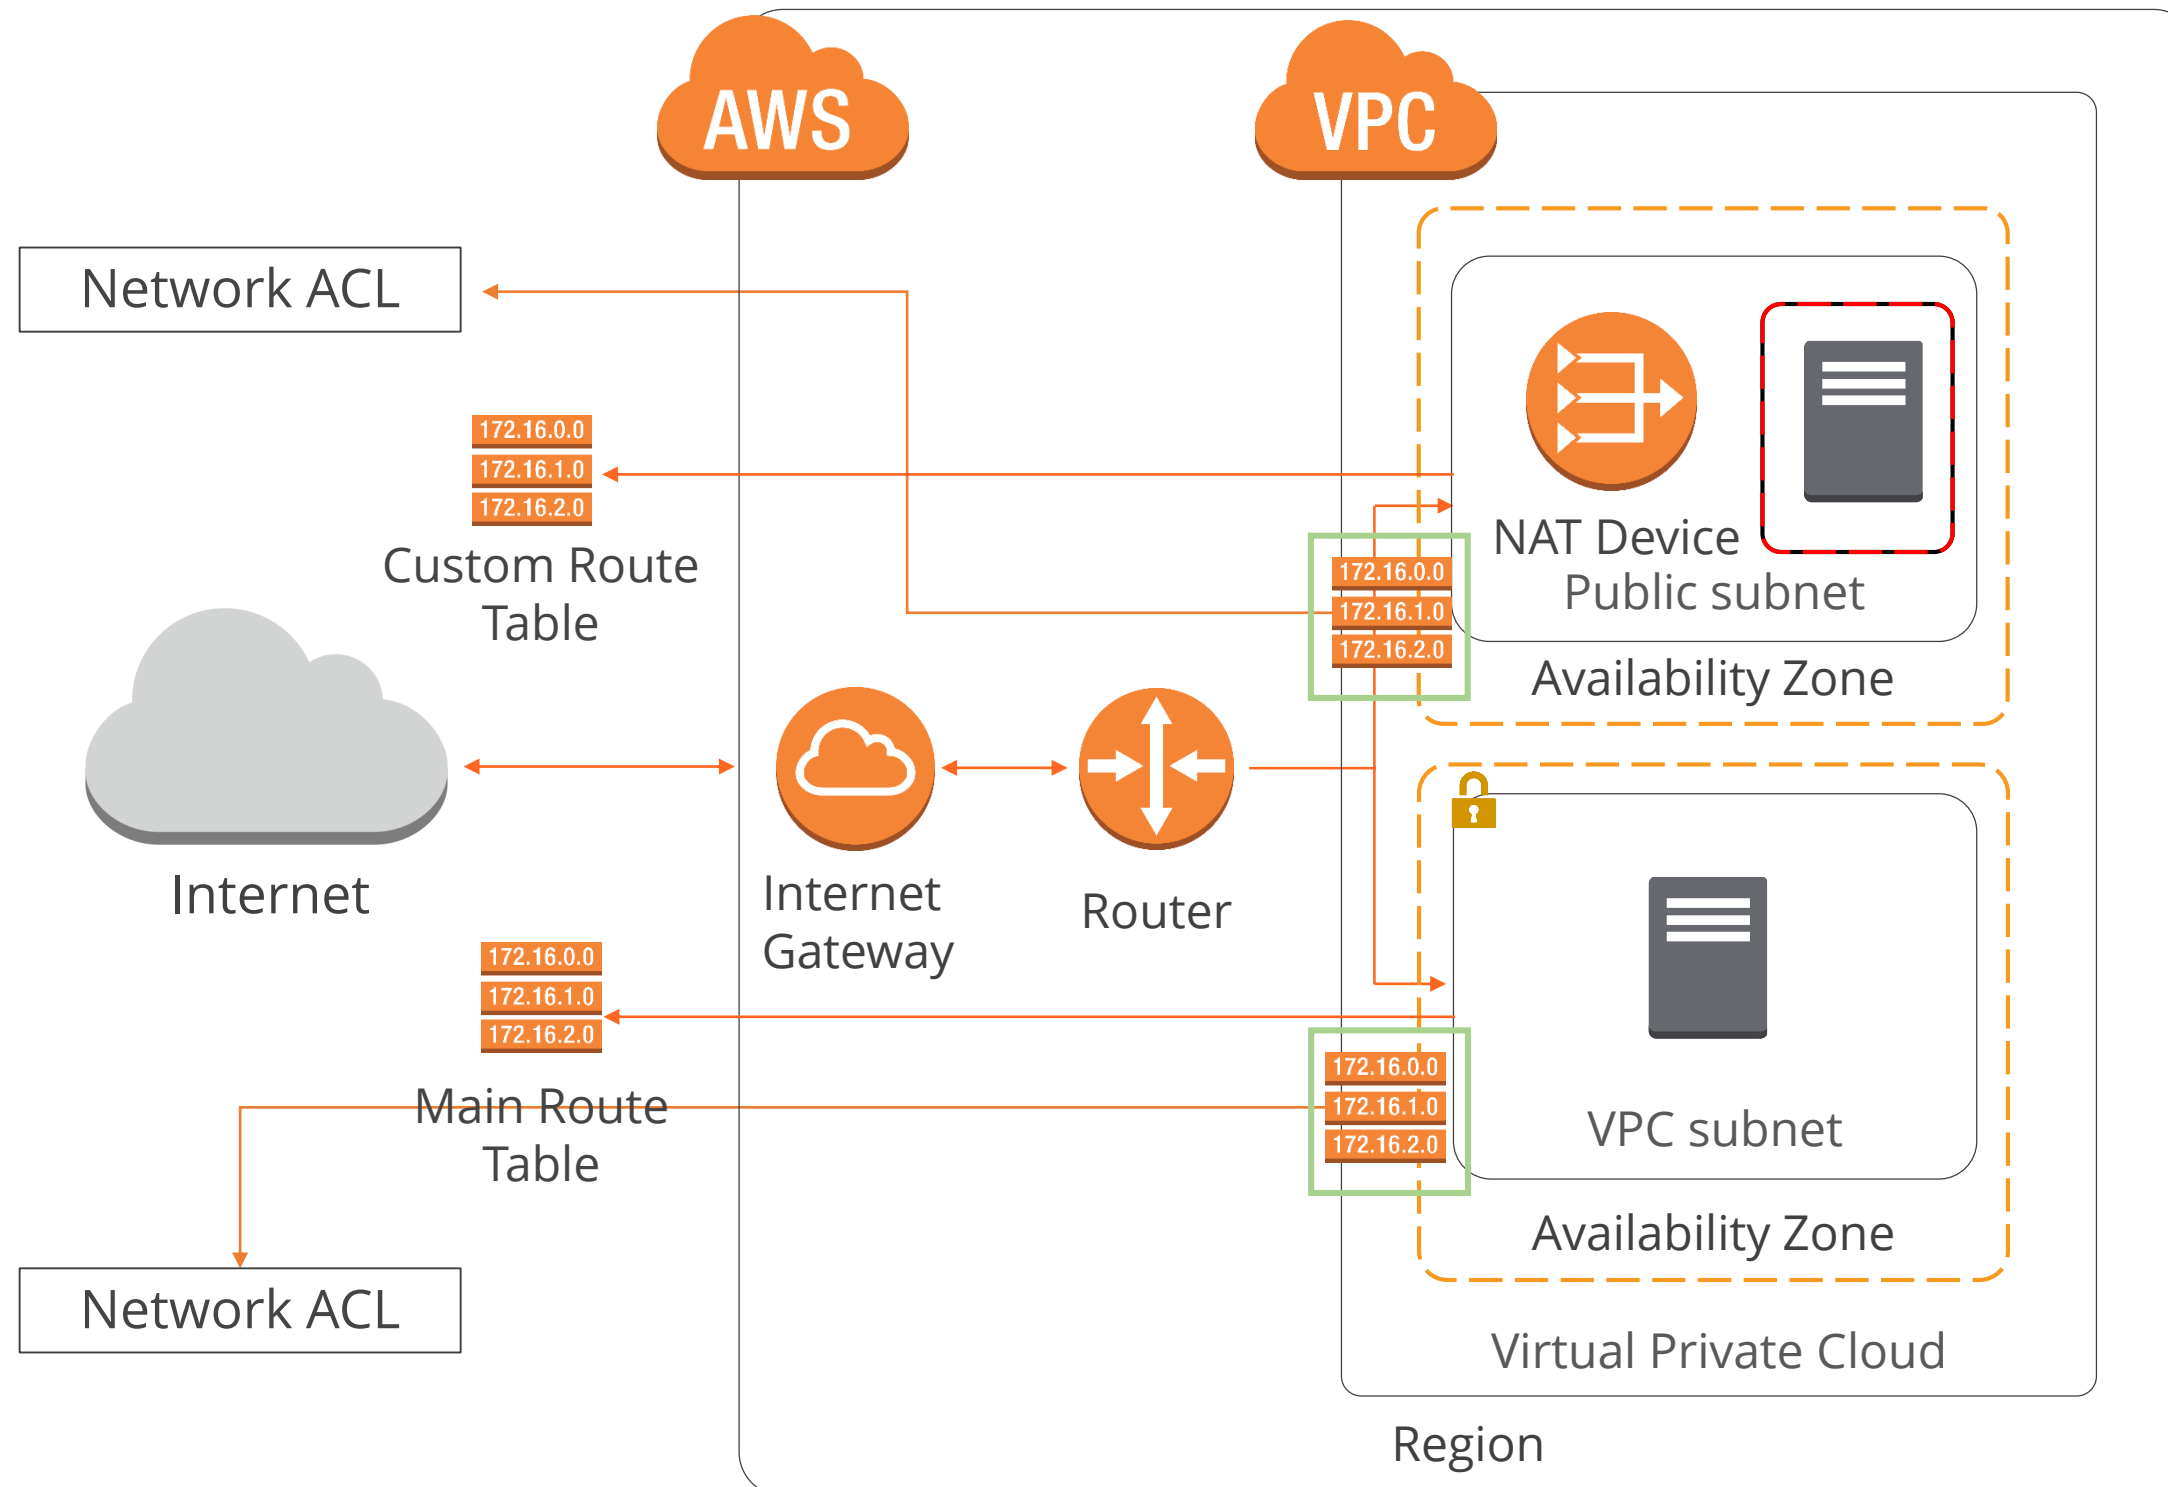 AWS
VPC
Network ACL
172.16.0.0
172.16.1.0
172.16.2.0
Custom Route
Table
NAT Device
Public subnet
172.16.0.0
172.16.1.0
172.16.2.0
Availability Zone
Internet
Internet
Gateway
Router
172.16.0.0
172.16.1.0
172.16.2.0
Main Route
Table
172.16.0.0
172.16.1.0
172.16.2.0
VPC subnet
Availability Zone
Network ACL
Virtual Private Cloud
Region